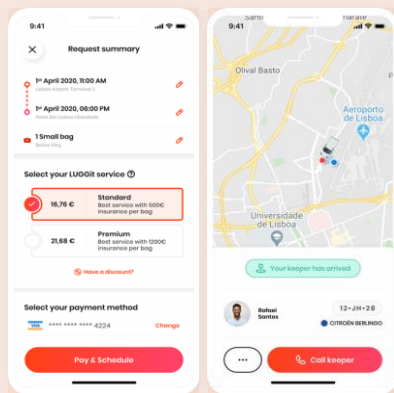 9:41
Request summary
1st April 2020, 11:00 AM
Lisbon Airport, Terminal 2
1st April 2020, 06:00 PM
Hotel Ibis Lisboa Liberdade
1 Small bag
Below 10kg
Select your LUGGit service ?
16,76 €
Standard
Best service with 500€
insurance per bag
21,68 €
Premium
Best service with 1200€
insurance per bag
Have a discount?
Select your payment method
VISA **** **** **** 4224 Change
Pay & Schedule
9:41
Olival Basto
Aeroporto
de Lisboa
Universidade
de Lisboa
Your keeper has arrived
Rafael
Santos
12•JH•28
CITROËN BERLINGO
Call keeper